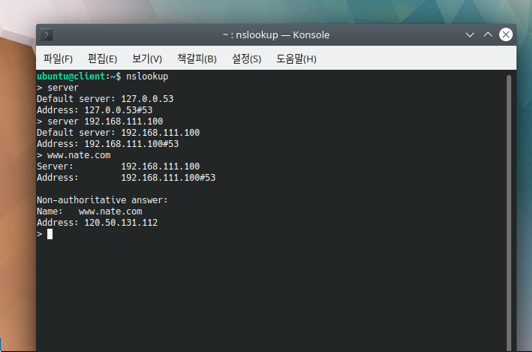 ~ : nslookup — Konsole
파일(F) 편집(E) 보기(V) 책갈피(B) 설정(S) 도움말(H)
ubuntu@client:~$ nslookup
> server
Default server: 127.0.0.53
Address: 127.0.0.53#53
> server 192.168.111.100
Default server: 192.168.111.100
Address: 192.168.111.100#53
> www.nate.com
Server:         192.168.111.100
Address:        192.168.111.100#53
Non-authoritative answer:
Name:   www.nate.com
Address: 120.50.131.112
>